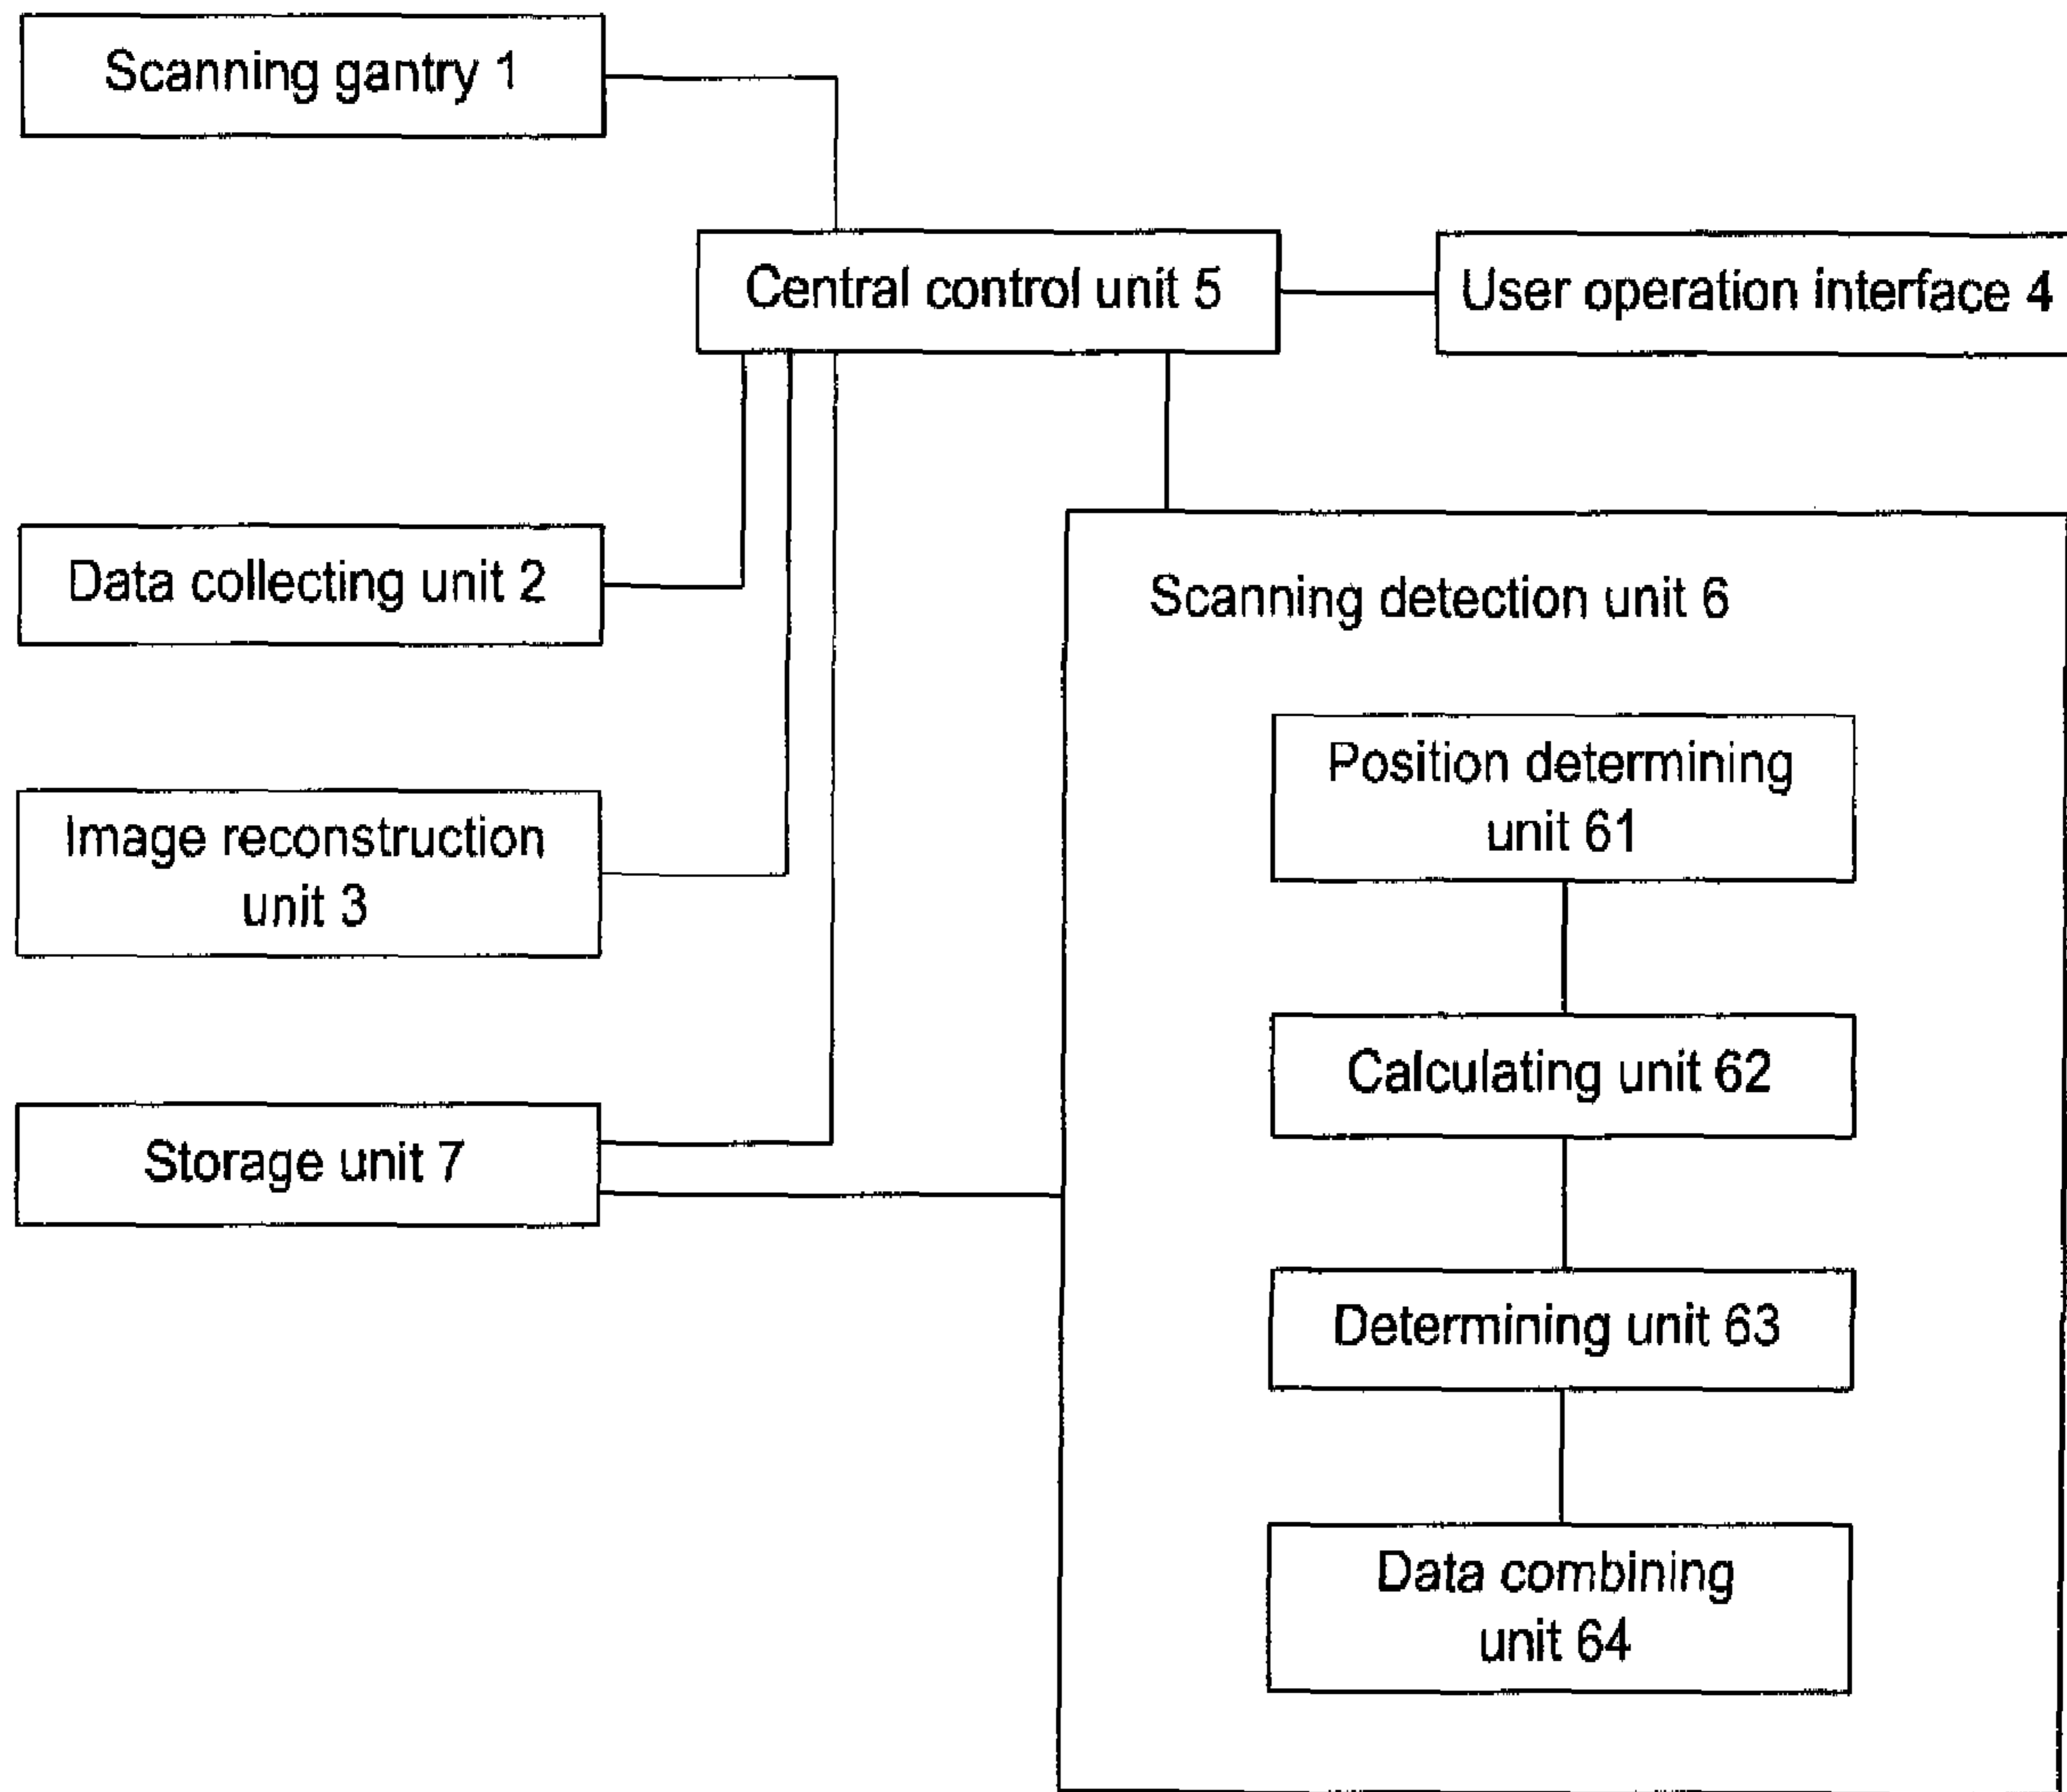 Scanning gantry 1
Central control unit 5
User operation interface 4
Data collecting unit 2
Scanning detection unit 6
Image reconstruction
unit 3
Position determining
unit 61
Storage unit 7
Calculating unit 62
Determining unit 63
Data combining
unit 64